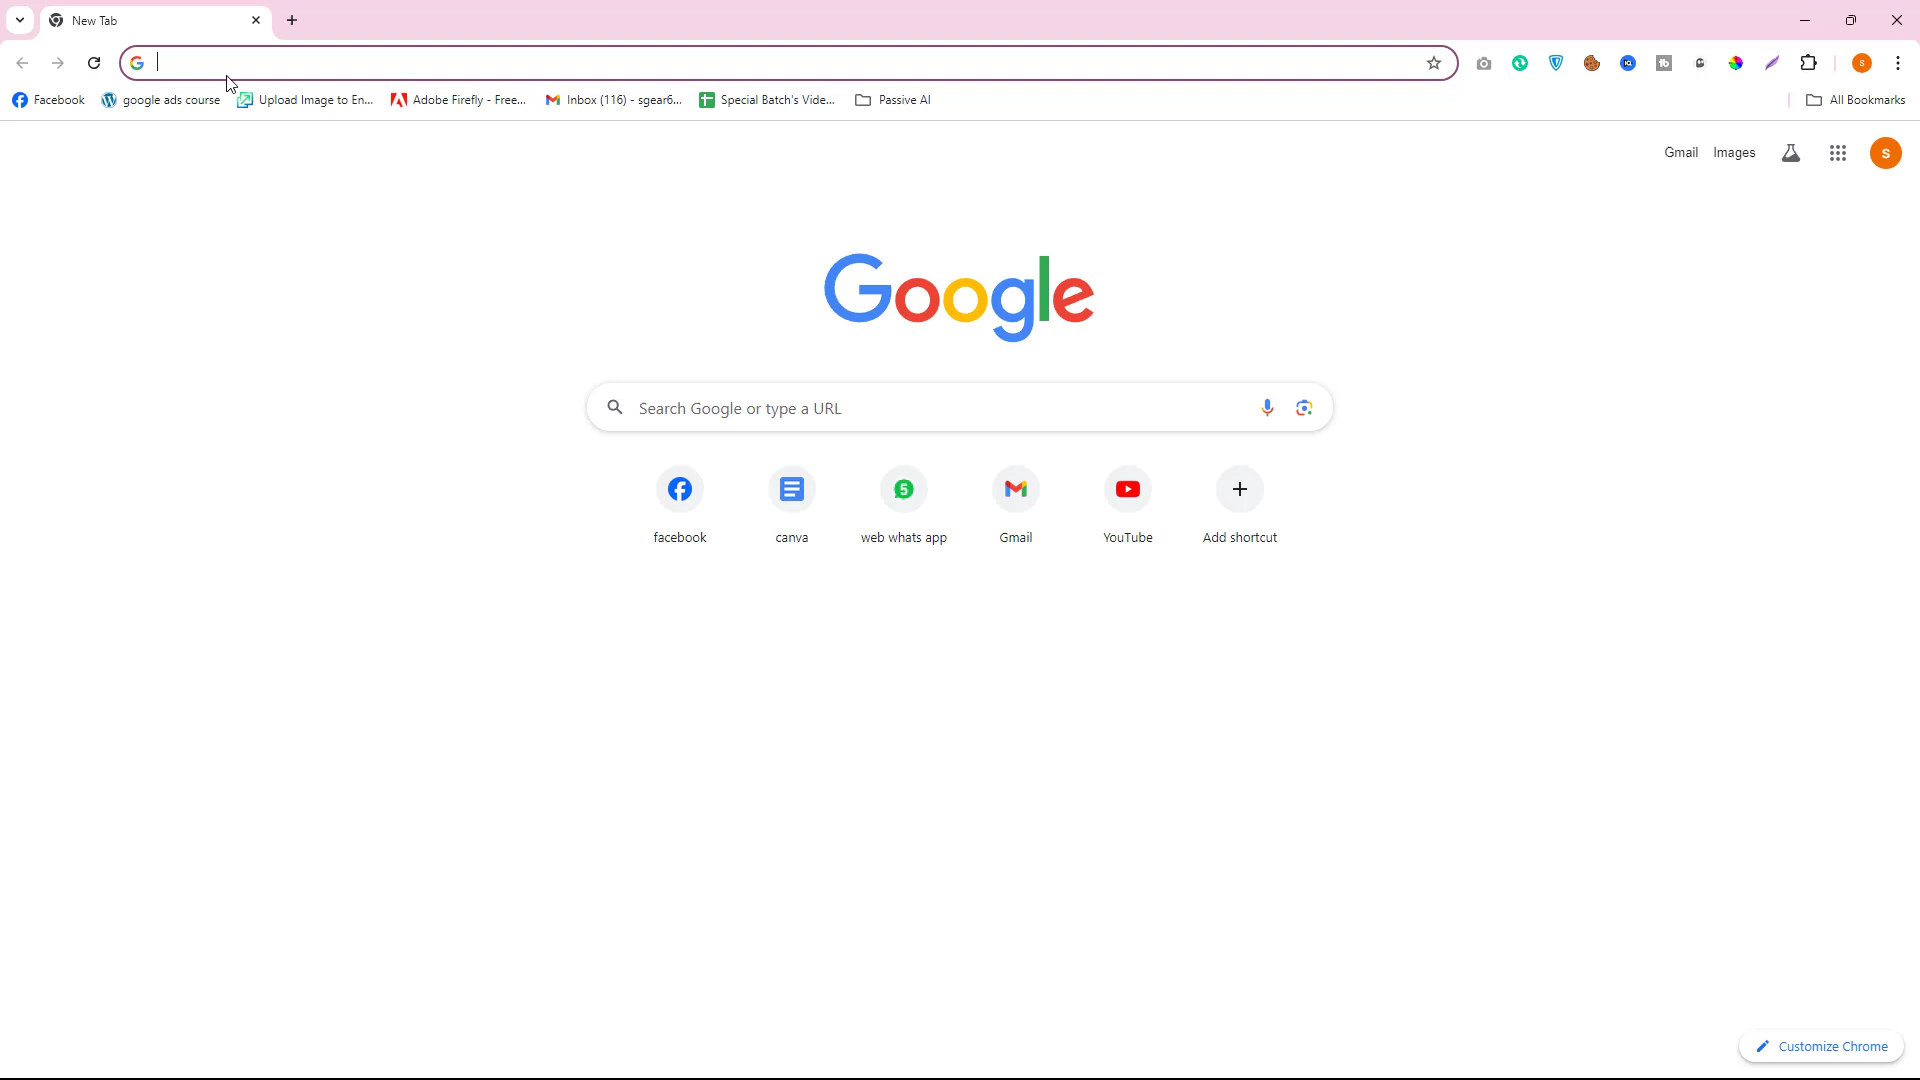 New Tab
Facebook google ads course Upload Image to En... Adobe Firefly - Free... Inbox (116) - sgear6... Special Batch's Vide... Passive AI All Bookmarks
Gmail Images S
Google
Search Google or type a URL
facebook canva web whats app Gmail YouTube Add shortcut
Customize Chrome